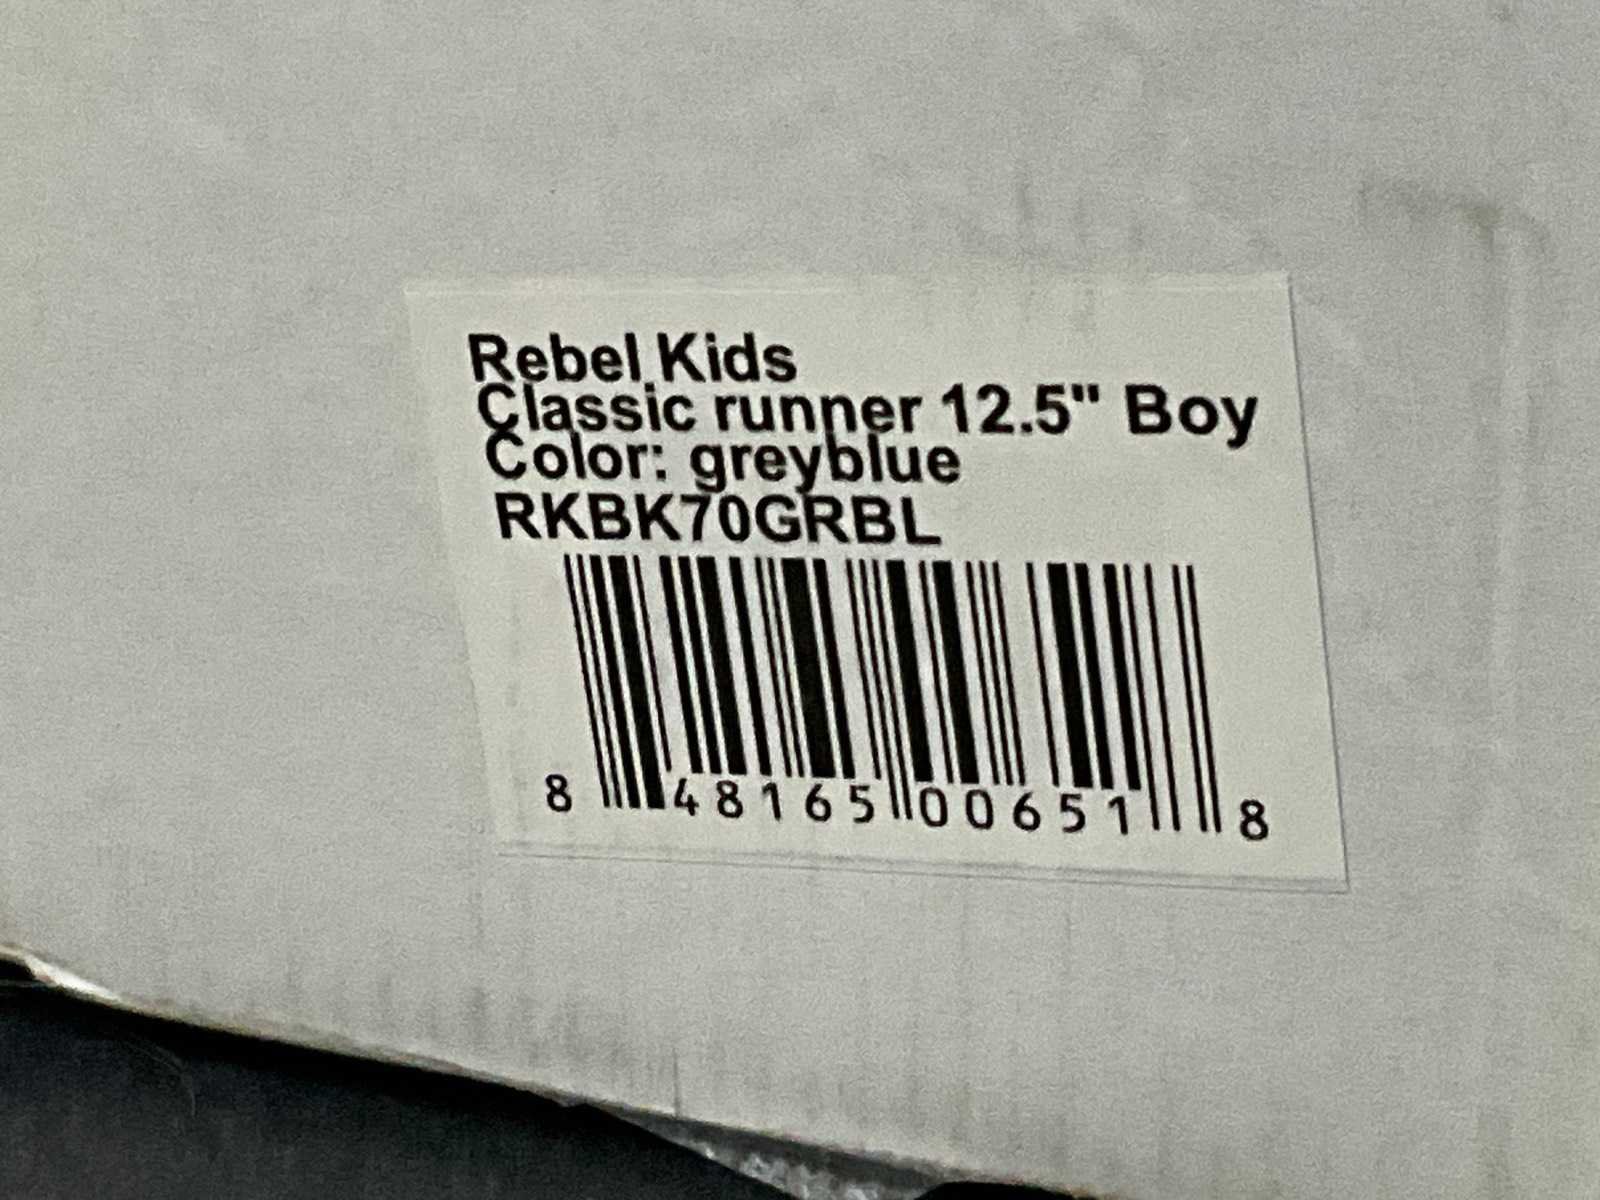 Rebel Kids
Classic runner 12.5" Boy
Color: greyblue
RKBK70GRBL
8 48165 00651 8